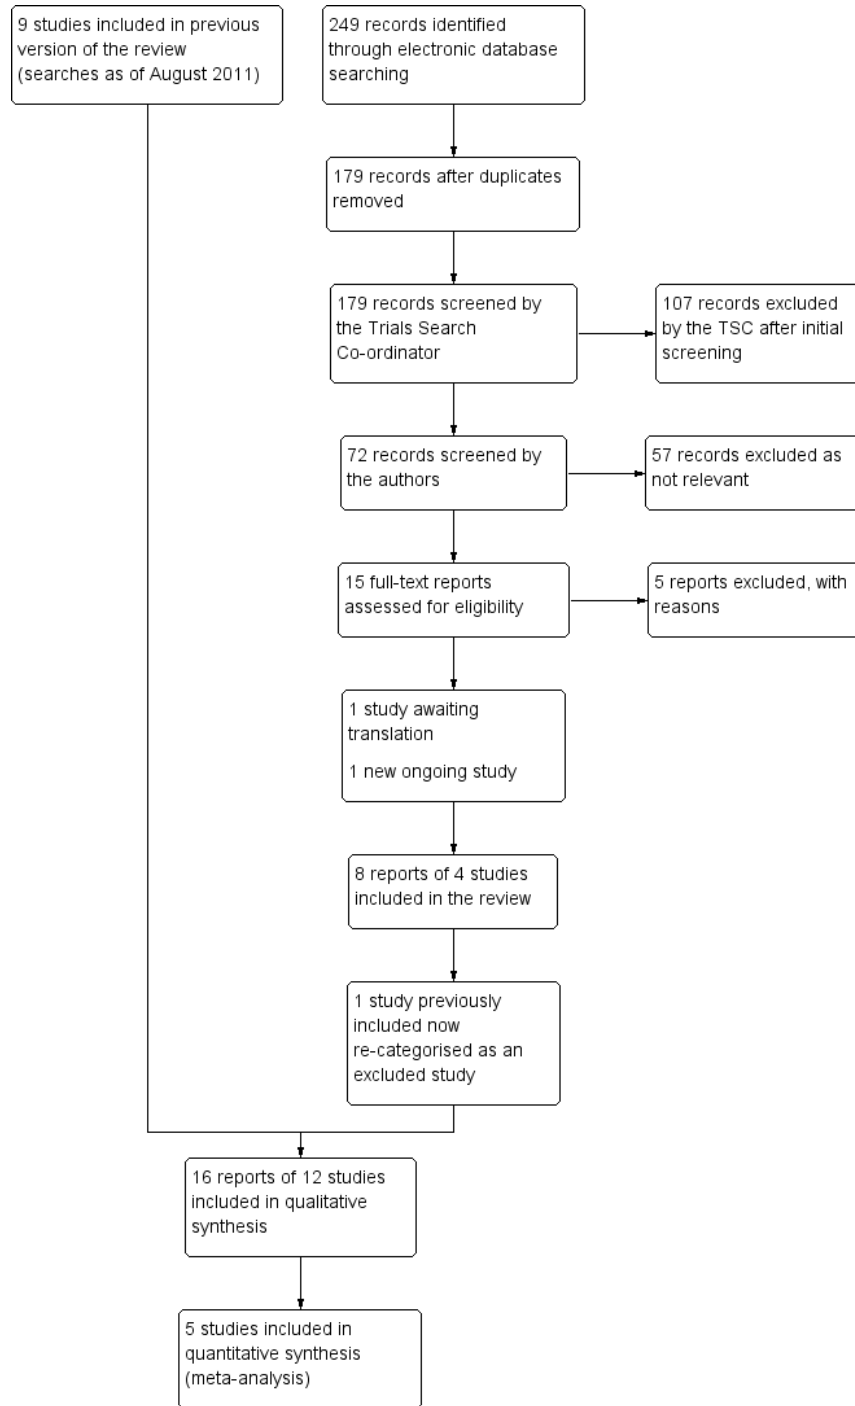 9 studies included in previous
version of the review
(searches as of August 2011)
249 records identified
through electronic database
searching
179 records after duplicates
removed
179 records screened by
the Trials Search
Co-ordinator
107 records excluded
by the TSC after initial
screening
72 records screened by
the authors
57 records excluded as
not relevant
15 full-text reports
assessed for eligibility
5 reports excluded, with
reasons
1 study awaiting
translation
1 new ongoing study
8 reports of 4 studies
included in the review
1 study previously
included now
re-categorised as an
excluded study
16 reports of 12 studies
included in qualitative
synthesis
5 studies included in
quantitative synthesis
(meta-analysis)